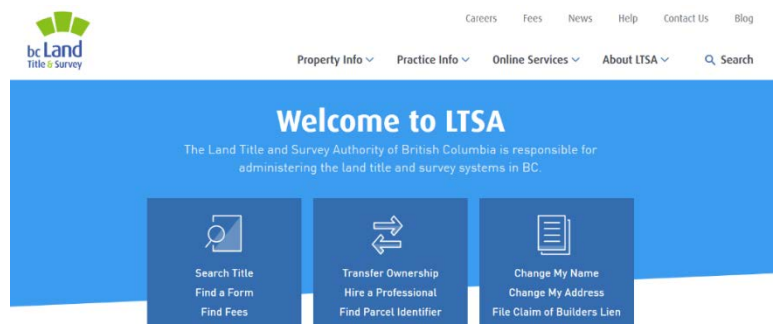 Careers Fees News Help Contact Us Blog
bc Land
Title & Survey
Property Info Practice Info Online Services About LTSA Search
Welcome to LTSA
The Land Title and Survey Authority of British Columbia is responsible for
administering the land title and survey systems in BC.
Search Title
Find a Form
Find Fees
Transfer Ownership
Hire a Professional
Find Parcel Identifier
Change My Name
Change My Address
File Claim of Builders Lien